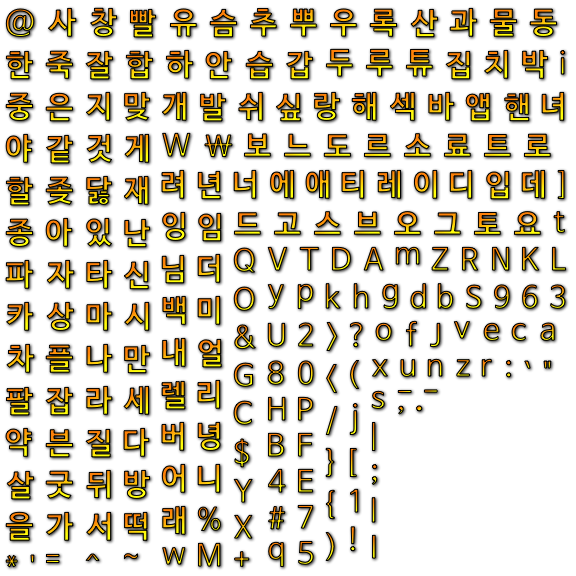 @ 사 창 빨 유 슴 추 뿌 우 록 산 과 물 동
한 죽 잘 합 하 안 습 갑 두 루 튜 집 치 박 i
중 은 지 맞 개 발 쉬 싶 랑 해 섹 바 앱 핸 녀
야 같 것 게 W ₩ 보 느 도 르 소 료 트 로
할 좆 닳 재 려 년 너 에 애 티 레 이 디 입 데 ]
종 아 있 난 잉 임 드 고 스 브 오 그 토 요 t
파 자 타 신 님 더 Q V T D A m Z R N K L
카 상 마 시 백 미 O y p k h g d b S 9 6 3
차 플 나 만 내 얼 & U 2 > ? o f J v e c a
팔 잡 라 세 렐 리 G 8 0 < ( x u n z r : ` "
약 븐 질 다 버 녕 C H P / j s – , . –
살 굿 뒤 방 어 니 $ B F } [ |
을 가 서 떡 래 % Y 4 E { 1 ;
* ' = ^ ~ w M X # 7 ) ! |
+ q 5 l